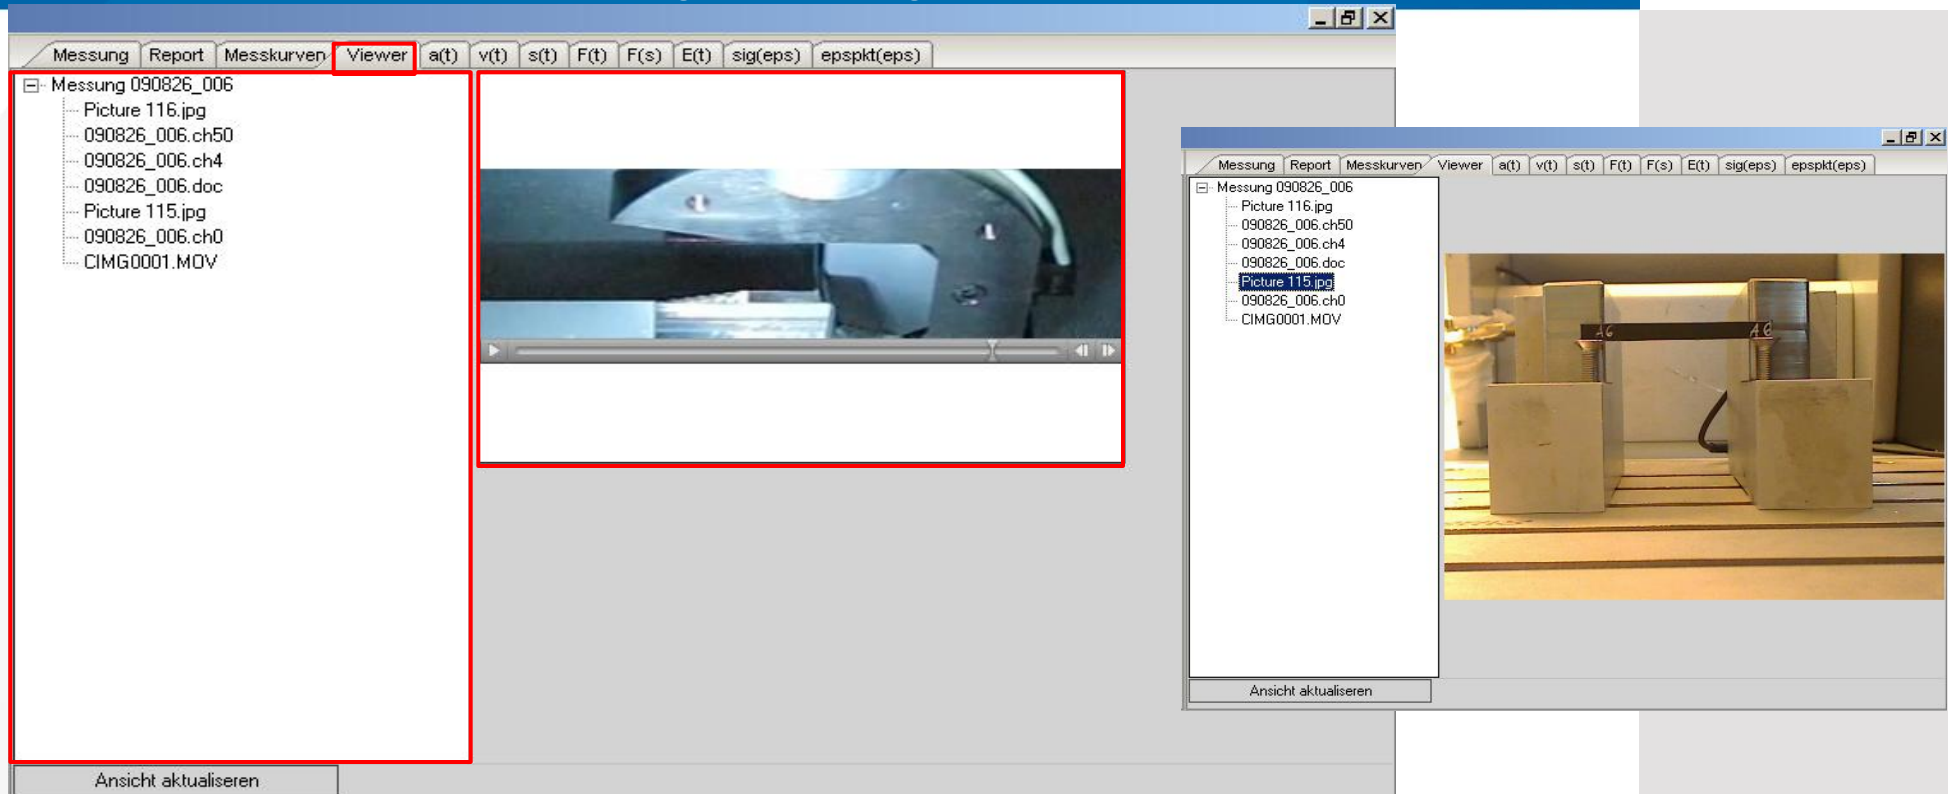 Messung Report Messkurven Viewer a(t) v(t) s(t) F(t) F(s) E(t) sig(eps) epspkt(eps)
Messung 090826_006
Picture 116.jpg
090826_006.ch50
090826_006.ch4
090826_006.doc
Picture 115.jpg
090826_006.ch0
CIMG0001.MOV
Ansicht aktualiseren
Messung Report Messkurven Viewer a(t) v(t) s(t) F(t) F(s) E(t) sig(eps) epspkt(eps)
Messung 090826_006
Picture 116.jpg
090826_006.ch50
090826_006.ch4
090826_006.doc
Picture 115.jpg
090826_006.ch0
CIMG0001.MOV
A6 A6
Ansicht aktualiseren